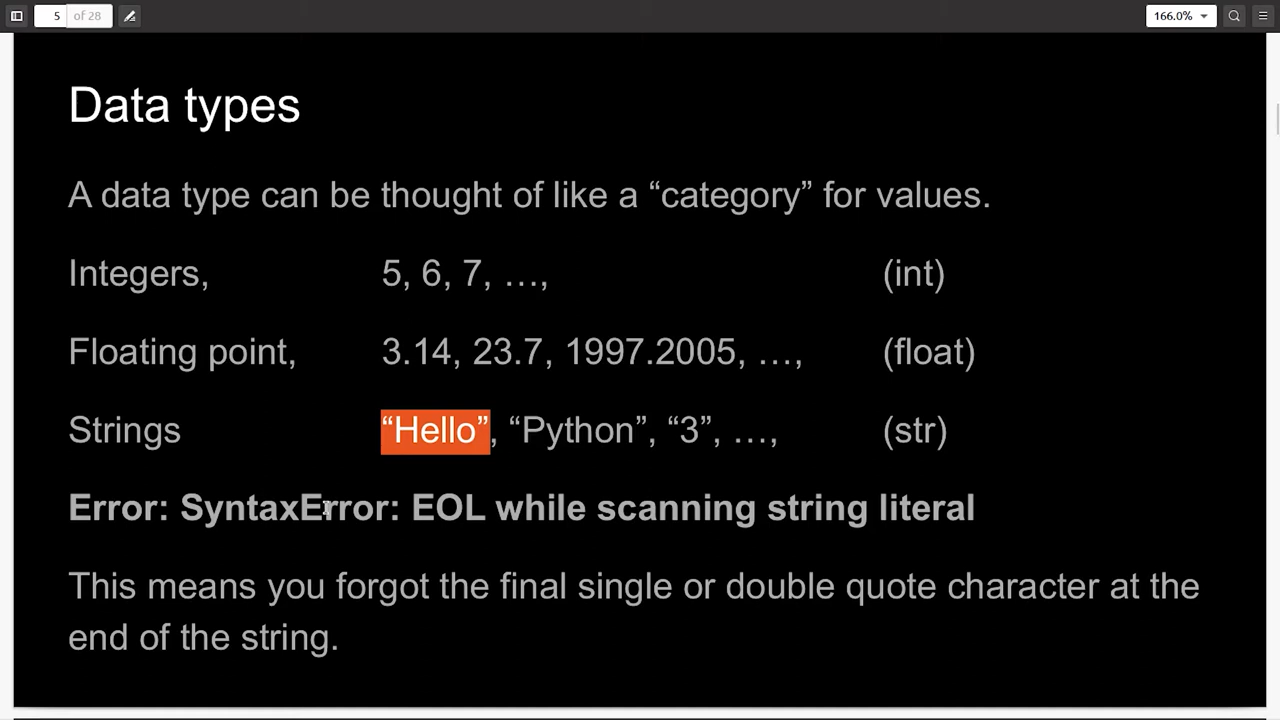 5 of 28 166.0%
Data types
A data type can be thought of like a “category” for values.
Integers, 5, 6, 7, …, (int)
Floating point, 3.14, 23.7, 1997.2005, …, (float)
Strings “Hello”, “Python”, “3”, …, (str)
Error: SyntaxError: EOL while scanning string literal
This means you forgot the final single or double quote character at the
end of the string.